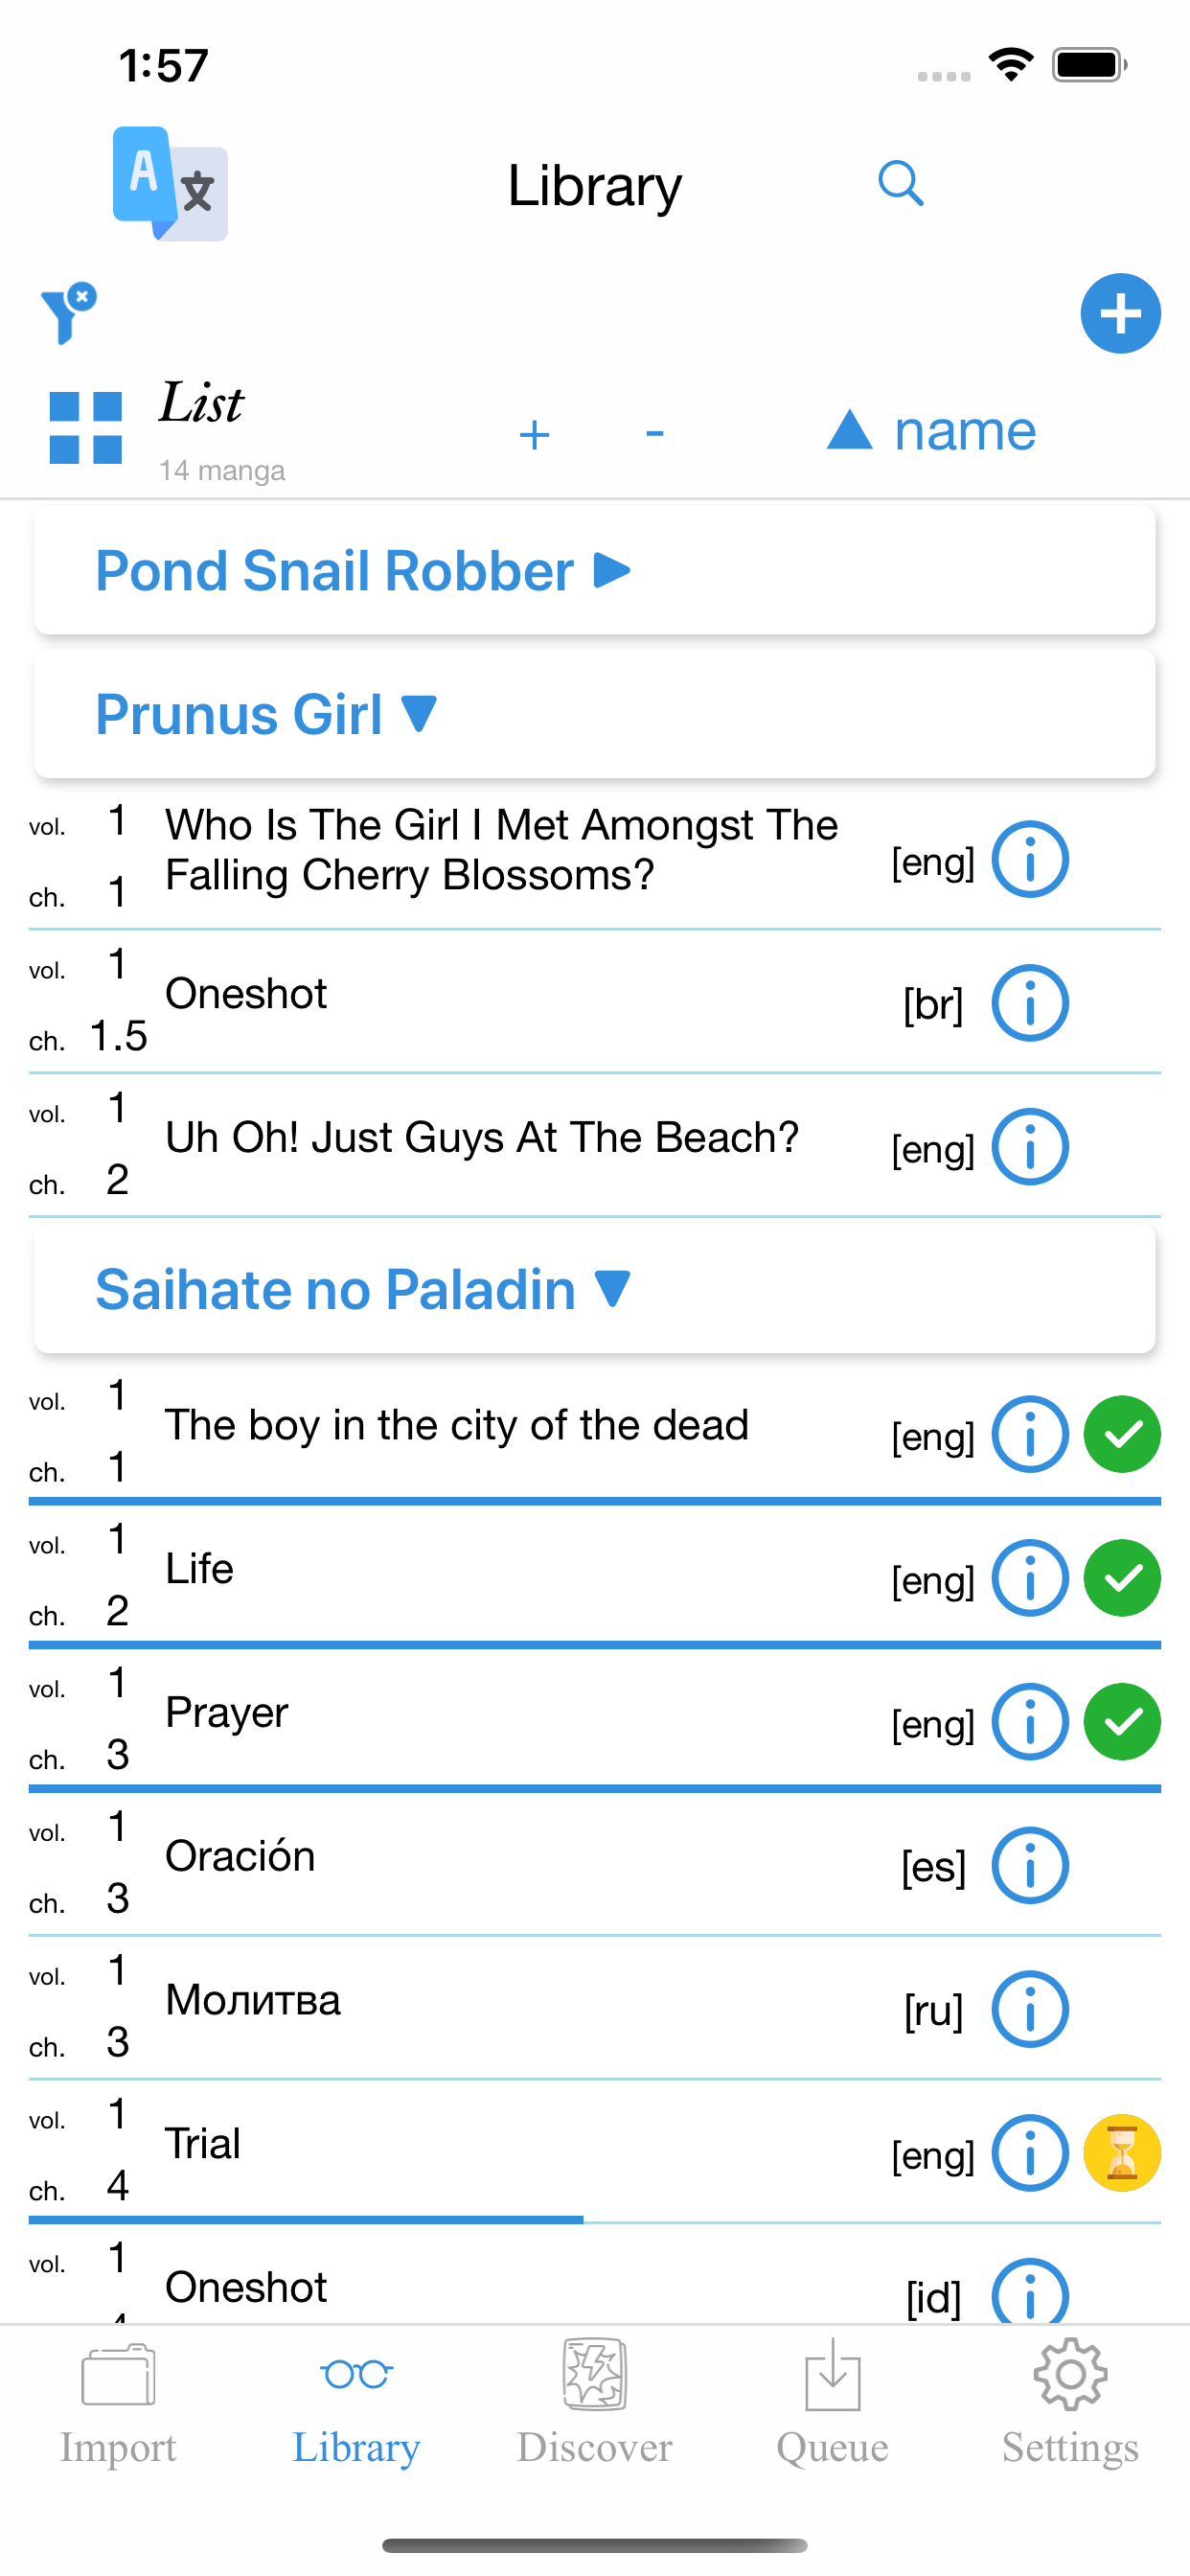 1:57
A 文
Library
List
14 manga
+ - ▲ name
Pond Snail Robber ▶
Prunus Girl ▼
vol. 1
ch. 1
Who Is The Girl I Met Amongst The
Falling Cherry Blossoms?
[eng]
vol. 1
ch. 1.5
Oneshot
[br]
vol. 1
ch. 2
Uh Oh! Just Guys At The Beach?
[eng]
Saihate no Paladin ▼
vol. 1
ch. 1
The boy in the city of the dead
[eng]
vol. 1
ch. 2
Life
[eng]
vol. 1
ch. 3
Prayer
[eng]
vol. 1
ch. 3
Oración
[es]
vol. 1
ch. 3
Молитва
[ru]
vol. 1
ch. 4
Trial
[eng]
vol. 1
Oneshot
[id]
Import
Library
Discover
Queue
Settings